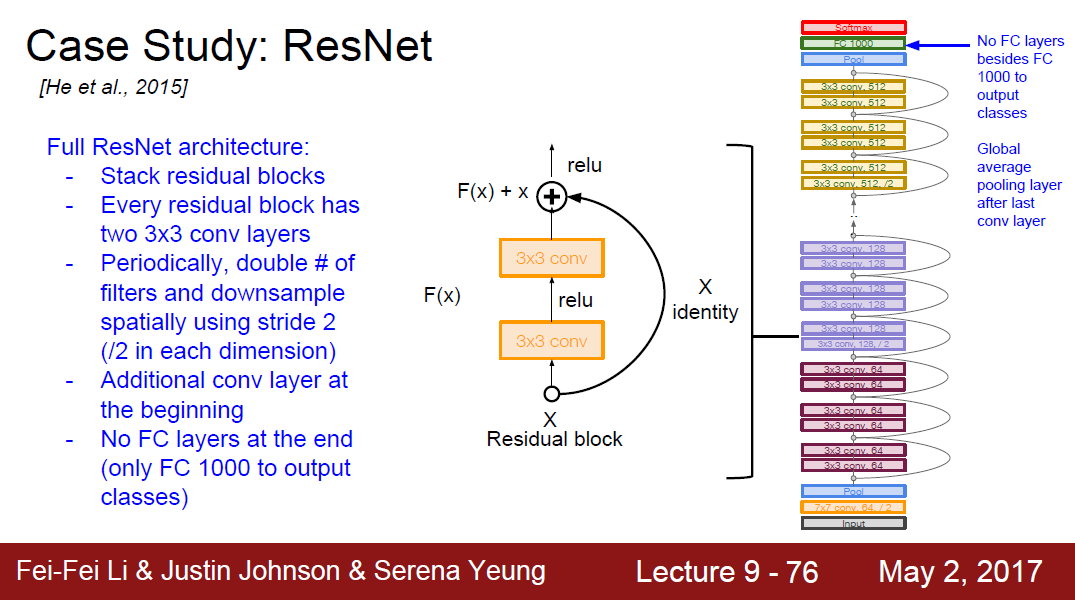 Case Study: ResNet
[He et al., 2015]
Full ResNet architecture:
- Stack residual blocks
- Every residual block has
two 3x3 conv layers
- Periodically, double # of
filters and downsample
spatially using stride 2
(/2 in each dimension)
- Additional conv layer at
the beginning
- No FC layers at the end
(only FC 1000 to output
classes)
relu
F(x) + x
3x3 conv
F(x)
relu
3x3 conv
X
identity
X
Residual block
Softmax
FC 1000
Pool
3x3 conv, 512
3x3 conv, 512
3x3 conv, 512
3x3 conv, 512
3x3 conv, 512
3x3 conv, 512, /2
..
3x3 conv, 128
3x3 conv, 128
3x3 conv, 128
3x3 conv, 128
3x3 conv, 128
3x3 conv, 128, / 2
3x3 conv, 64
3x3 conv, 64
3x3 conv, 64
3x3 conv, 64
3x3 conv, 64
3x3 conv, 64
Pool
7x7 conv, 64, / 2
Input
No FC layers
besides FC
1000 to
output
classes
Global
average
pooling layer
after last
conv layer
Fei-Fei Li & Justin Johnson & Serena Yeung
Lecture 9 - 76
May 2, 2017